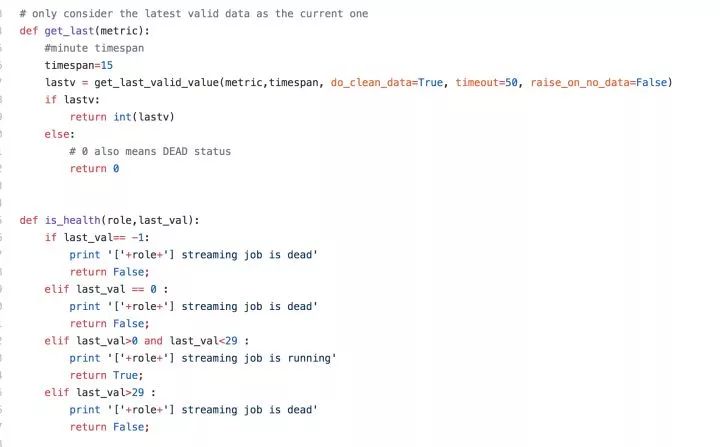 # only consider the latest valid data as the current one
def get_last(metric):
    #minute timespan
    timespan=15
    lastv = get_last_valid_value(metric,timespan, do_clean_data=True, timeout=50, raise_on_no_data=False)
    if lastv:
        return int(lastv)
    else:
        # 0 also means DEAD status
        return 0
def is_health(role,last_val):
    if last_val== -1:
        print '['+role+'] streaming job is dead'
        return False;
    elif last_val == 0 :
        print '['+role+'] streaming job is dead'
        return False;
    elif last_val>0 and last_val<29 :
        print '['+role+'] streaming job is running'
        return True;
    elif last_val>29 :
        print '['+role+'] streaming job is dead'
        return False;